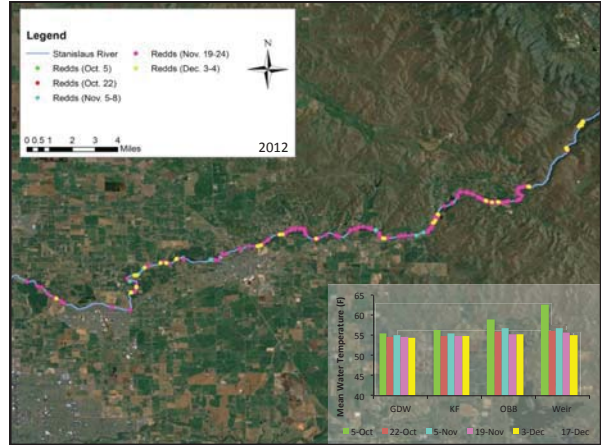 Legend
Stanislaus River
Redds (Oct. 5)
Redds (Oct. 22)
Redds (Nov. 5-8)
Redds (Nov. 19-24)
Redds (Dec. 3-4)
N
0 0.5 1 2 3 4
Miles
2012
Mean Water Temperature (F)
65
60
55
50
45
40
GDW KF OBB Weir
5-Oct 22-Oct 5-Nov 19-Nov 3-Dec 17-Dec